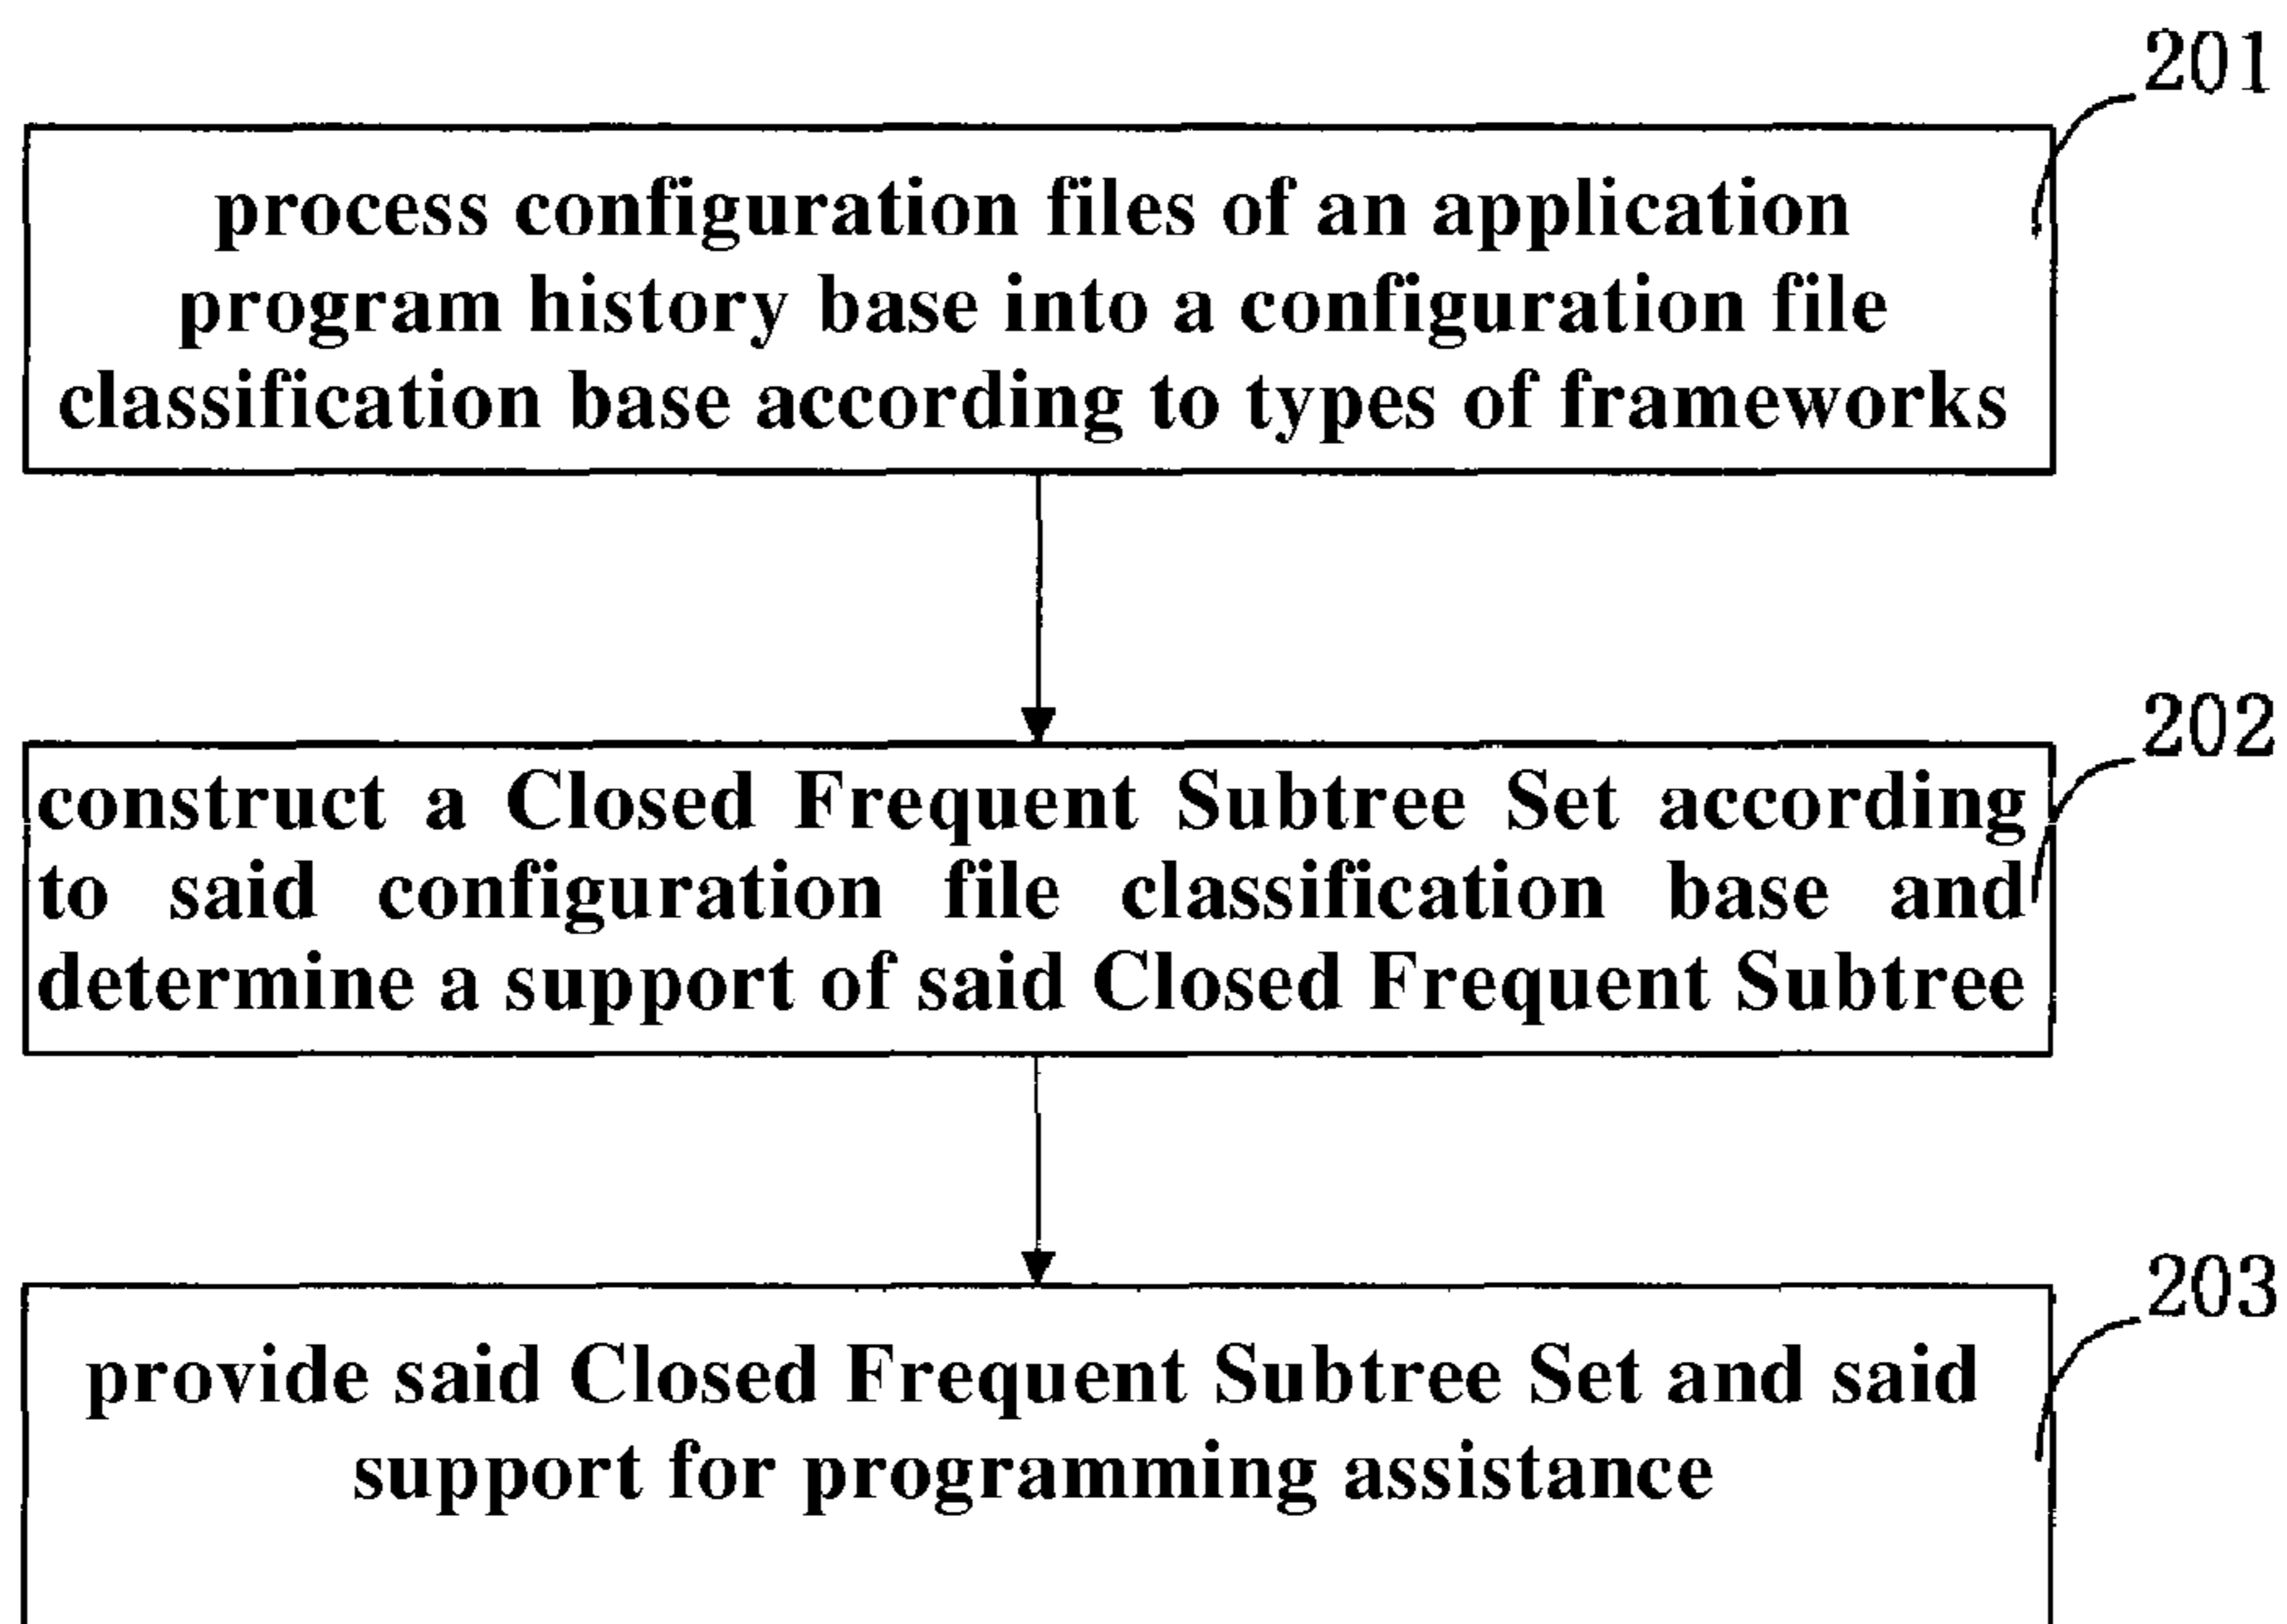 201
process configuration files of an application
program history base into a configuration file
classification base according to types of frameworks
202
construct a Closed Frequent Subtree Set according
to said configuration file classification base and
determine a support of said Closed Frequent Subtree
203
provide said Closed Frequent Subtree Set and said
support for programming assistance